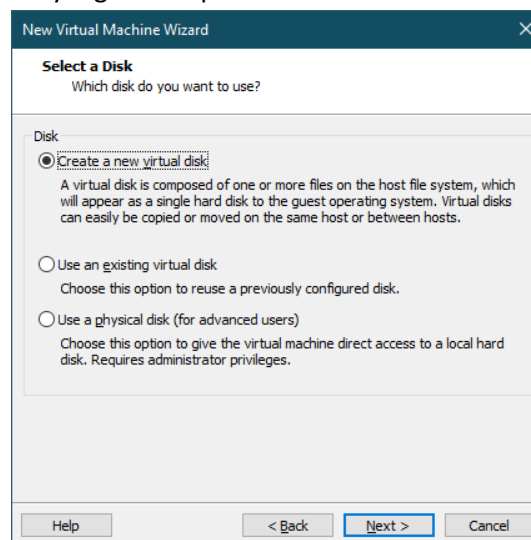 New Virtual Machine Wizard
Select a Disk
Which disk do you want to use?
Disk
Create a new virtual disk
A virtual disk is composed of one or more files on the host file system, which
will appear as a single hard disk to the guest operating system. Virtual disks
can easily be copied or moved on the same host or between hosts.
Use an existing virtual disk
Choose this option to reuse a previously configured disk.
Use a physical disk (for advanced users)
Choose this option to give the virtual machine direct access to a local hard
disk. Requires administrator privileges.
Help < Back Next > Cancel